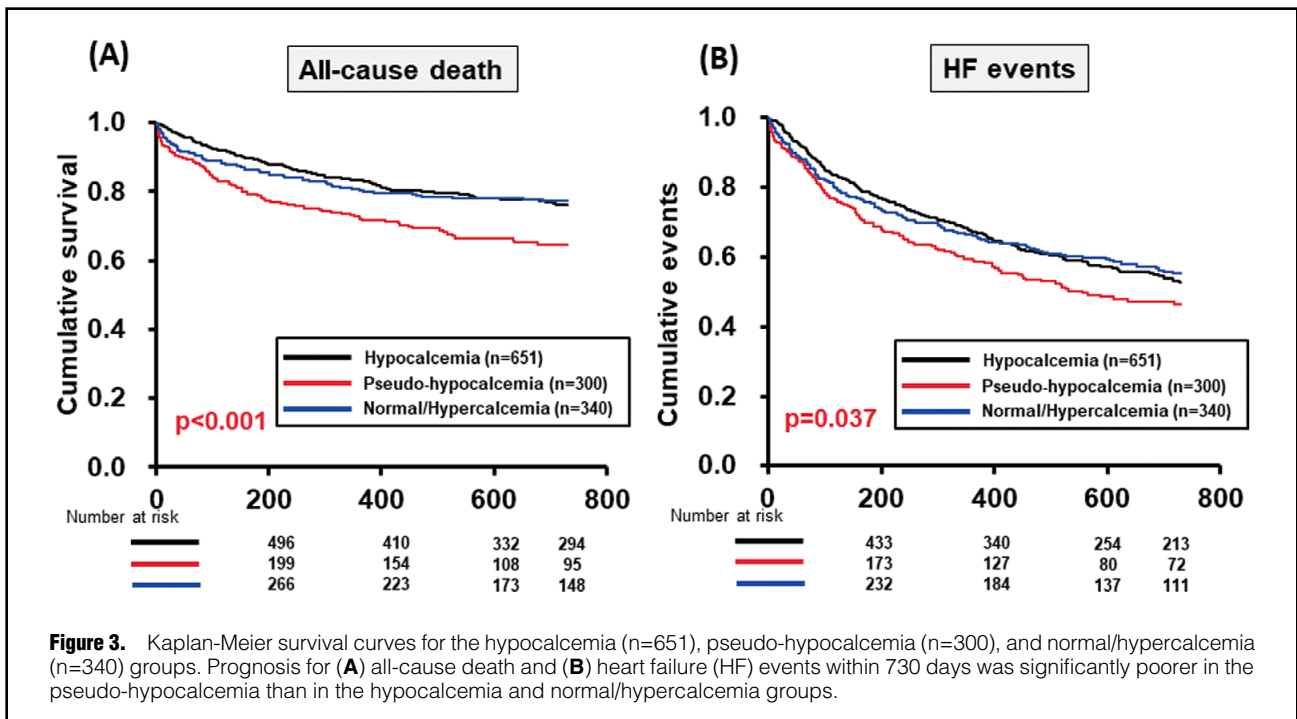 (A)
All-cause death
Cumulative survival
1.0
0.8
0.6
0.4
0.2
0.0
Hypocalcemia (n=651)
Pseudo-hypocalcemia (n=300)
Normal/Hypercalcemia (n=340)
p<0.001
0 200 400 600 800
Number at risk
496 410 332 294
199 154 108 95
266 223 173 148
(B)
HF events
Cumulative events
1.0
0.8
0.6
0.4
0.2
0.0
Hypocalcemia (n=651)
Pseudo-hypocalcemia (n=300)
Normal/Hypercalcemia (n=340)
p=0.037
0 200 400 600 800
Number at risk
433 340 254 213
173 127 80 72
232 184 137 111
Figure 3. Kaplan-Meier survival curves for the hypocalcemia (n=651), pseudo-hypocalcemia (n=300), and normal/hypercalcemia
(n=340) groups. Prognosis for (A) all-cause death and (B) heart failure (HF) events within 730 days was significantly poorer in the
pseudo-hypocalcemia than in the hypocalcemia and normal/hypercalcemia groups.